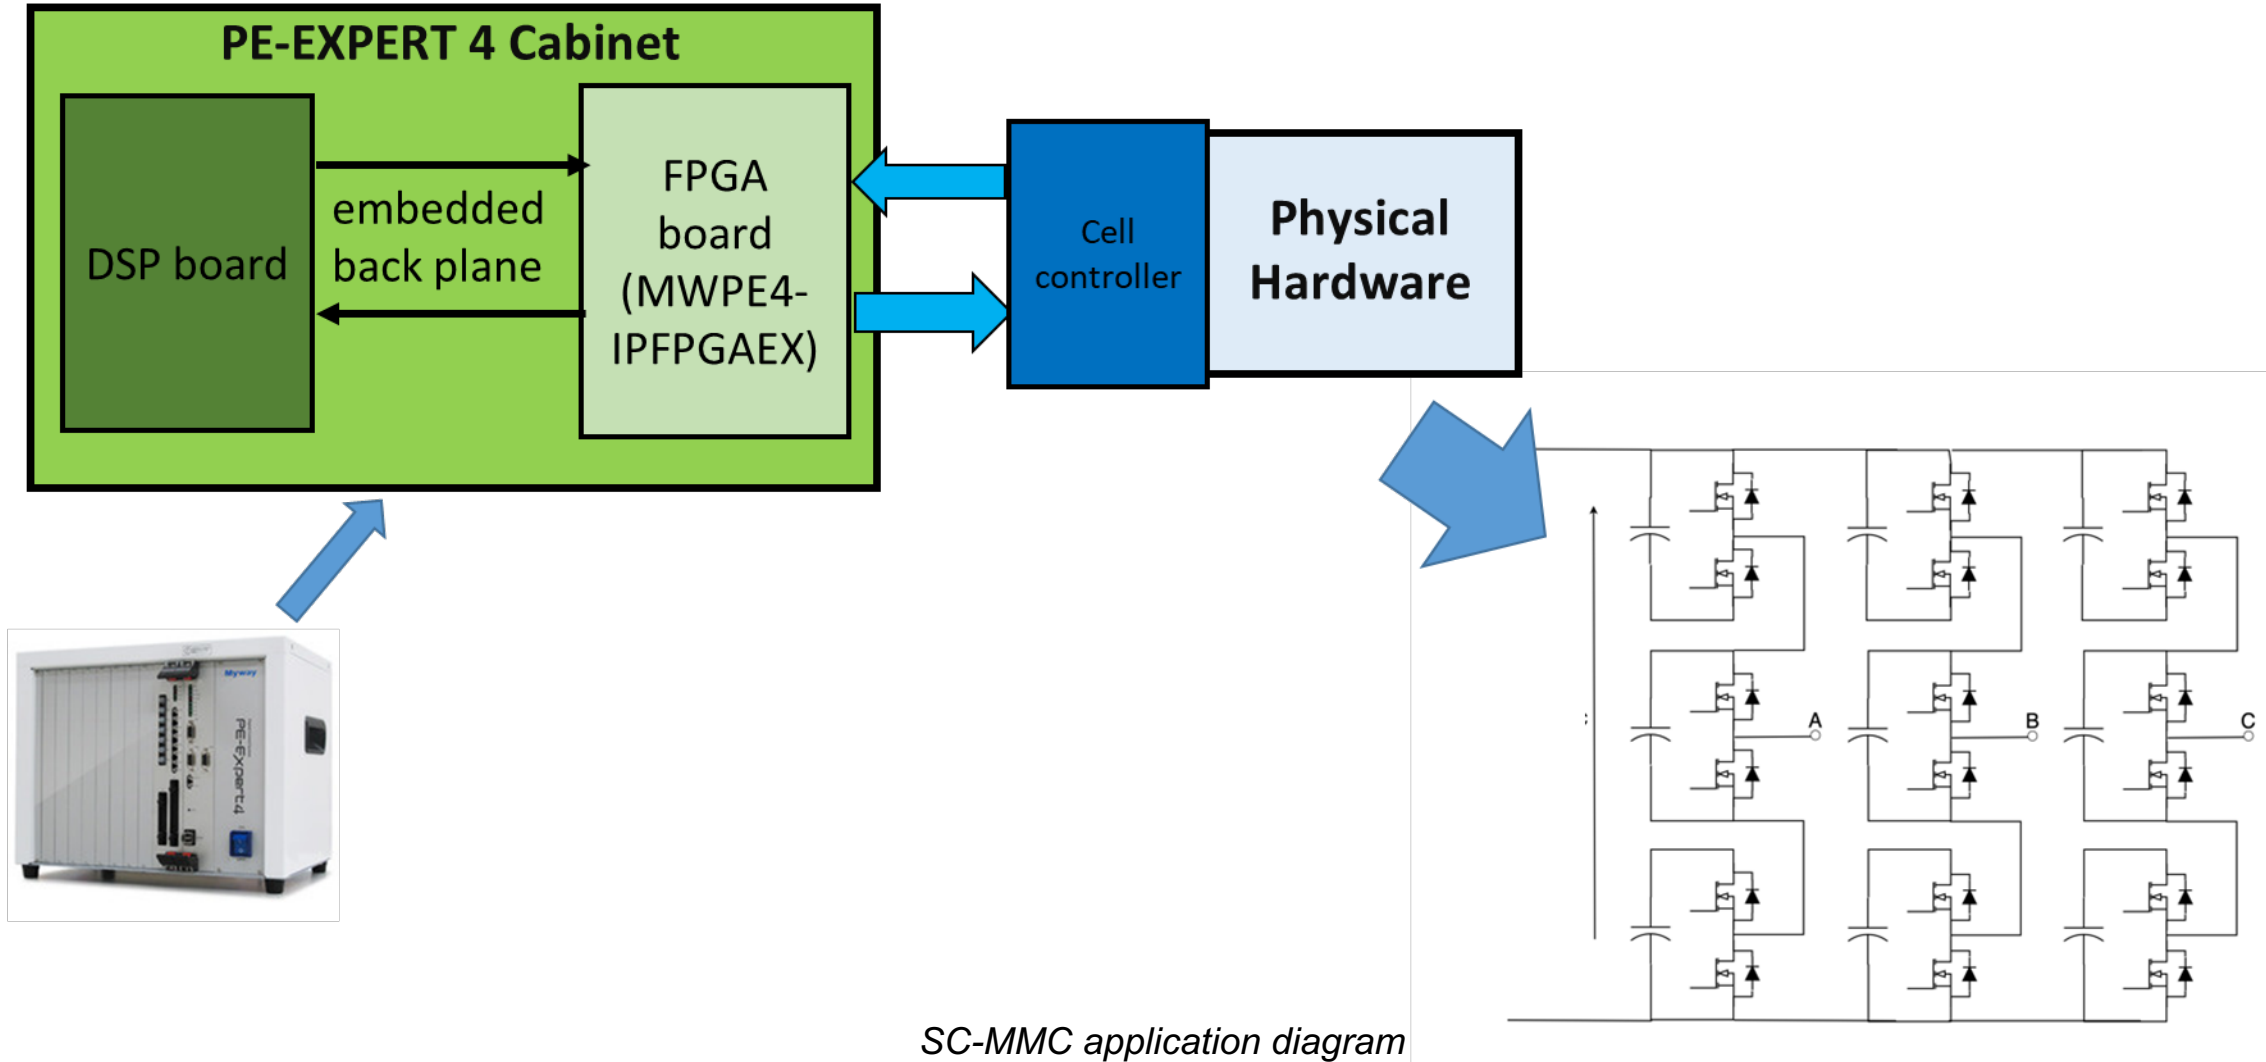 PE-EXPERT 4 Cabinet
DSP board
embedded
back plane
FPGA
board
(MWPE4-
IPFPGAEX)
Cell
controller
Physical
Hardware
Myway
PE-Expert4
A
B
C
SC-MMC application diagram